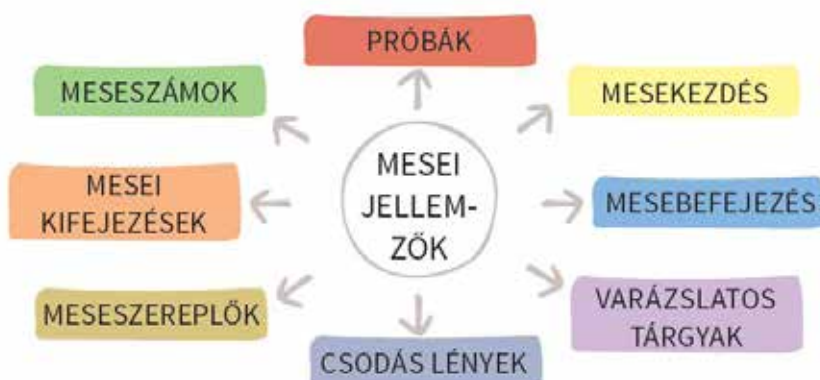 PRÓBÁK
MESESZÁMOK
MESEKEZDÉS
MESEI
JELLEM-
ZŐK
MESEI
KIFEJEZÉSEK
MESEBEFEJEZÉS
MESESZEREPLŐK
VARÁZSLATOS
TÁRGYAK
CSODÁS LÉNYEK